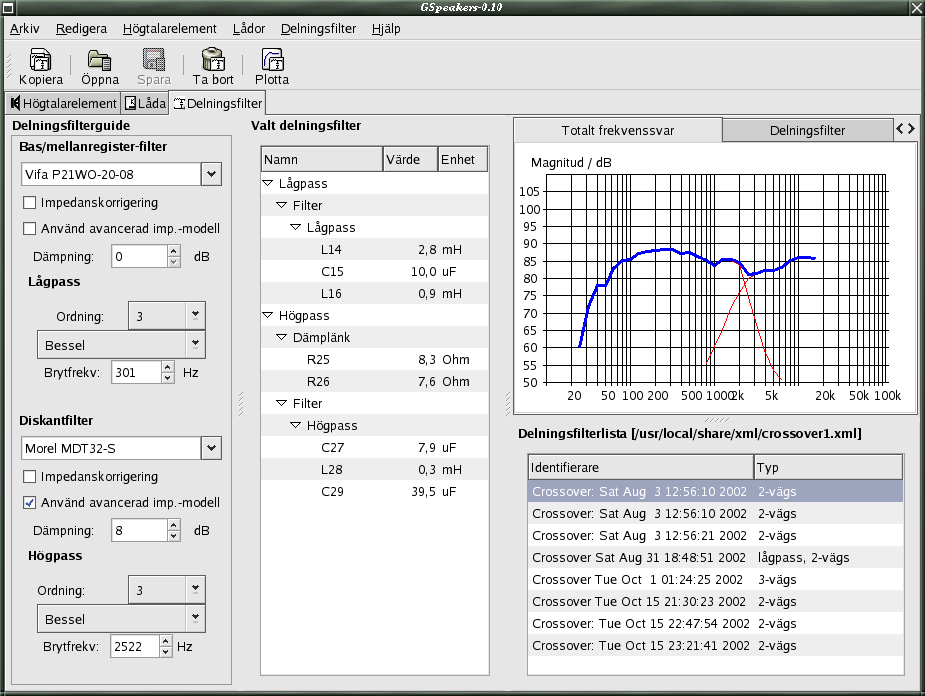 GSpeakers-0.10
Arkiv Redigera Högtalarelement Lådor Delningsfilter Hjälp
Kopiera Öppna Spara Ta bort Plotta
Högtalarelement Låda Delningsfilter
Delningsfilterguide
Bas/mellanregister-filter
Vifa P21WO-20-08
Impedanskorrigering
Använd avancerad imp.-modell
Dämpning: 0 dB
Lågpass
Ordning: 3
Bessel
Brytfrekv: 301 Hz
Diskantfilter
Morel MDT32-S
Impedanskorrigering
Använd avancerad imp.-modell
Dämpning: 8 dB
Högpass
Ordning: 3
Bessel
Brytfrekv: 2522 Hz
Valt delningsfilter
Namn Värde Enhet
Lågpass
Filter
Lågpass
L14 2,8 mH
C15 10,0 uF
L16 0,9 mH
Högpass
Dämplänk
R25 8,3 Ohm
R26 7,6 Ohm
Filter
Högpass
C27 7,9 uF
L28 0,3 mH
C29 39,5 uF
Totalt frekvenssvar Delningsfilter
Magnitud / dB
105
100
95
90
85
80
75
70
65
60
55
50
20 50 100 200 500 1000 2k 5k 20k 50k 100k
Delningsfilterlista [/usr/local/share/xml/crossover1.xml]
Identifierare Typ
Crossover: Sat Aug 3 12:56:10 2002 2-vägs
Crossover: Sat Aug 3 12:56:10 2002 2-vägs
Crossover: Sat Aug 3 12:56:21 2002 2-vägs
Crossover Sat Aug 31 18:48:51 2002 lågpass, 2-vägs
Crossover Tue Oct 1 01:24:25 2002 3-vägs
Crossover: Tue Oct 15 21:30:23 2002 2-vägs
Crossover: Tue Oct 15 22:47:54 2002 2-vägs
Crossover: Tue Oct 15 23:21:41 2002 2-vägs